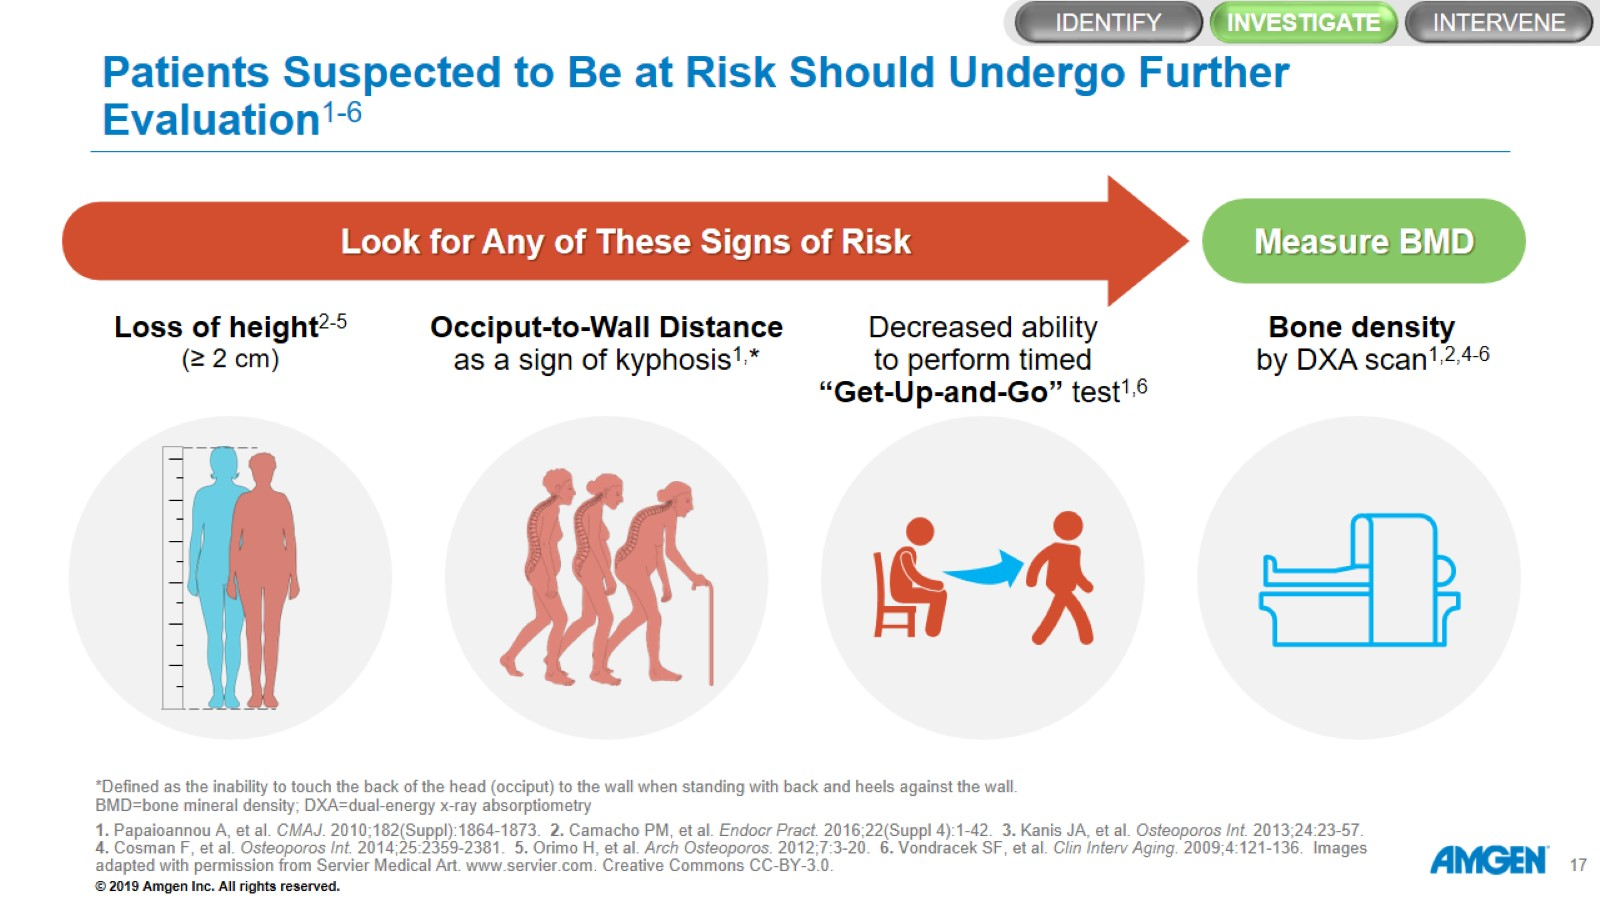 IDENTIFY
INVESTIGATE
INTERVENE
Patients Suspected to Be at Risk Should Undergo Further
Evaluation1-6
Look for Any of These Signs of Risk
Measure BMD
Loss of height2-5
(≥ 2 cm)
Occiput-to-Wall Distance
as a sign of kyphosis1,*
Decreased ability
to perform timed
“Get-Up-and-Go” test1,6
Bone density
by DXA scan1,2,4-6
*Defined as the inability to touch the back of the head (occiput) to the wall when standing with back and heels against the wall.
BMD=bone mineral density; DXA=dual-energy x-ray absorptiometry
1. Papaioannou A, et al. CMAJ. 2010;182(Suppl):1864-1873. 2. Camacho PM, et al. Endocr Pract. 2016;22(Suppl 4):1-42. 3. Kanis JA, et al. Osteoporos Int. 2013;24:23-57.
4. Cosman F, et al. Osteoporos Int. 2014;25:2359-2381. 5. Orimo H, et al. Arch Osteoporos. 2012;7:3-20. 6. Vondracek SF, et al. Clin Interv Aging. 2009;4:121-136. Images
adapted with permission from Servier Medical Art. www.servier.com. Creative Commons CC-BY-3.0.
© 2019 Amgen Inc. All rights reserved.
AMGEN
17